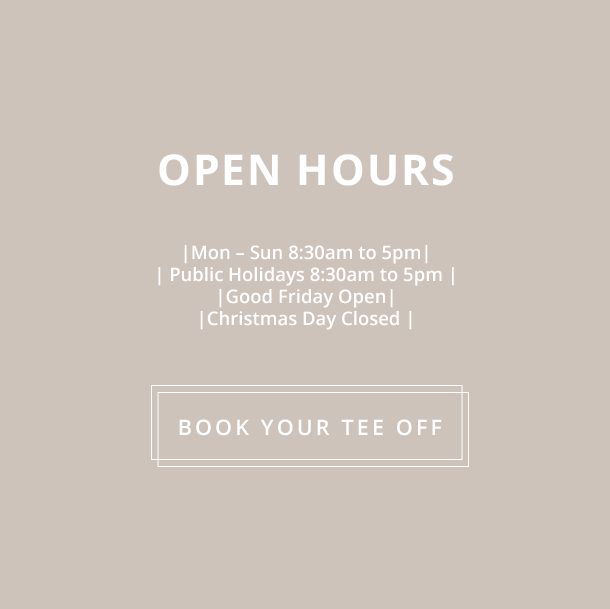 OPEN HOURS
|Mon – Sun 8:30am to 5pm|
| Public Holidays 8:30am to 5pm |
|Good Friday Open|
|Christmas Day Closed |
BOOK YOUR TEE OFF